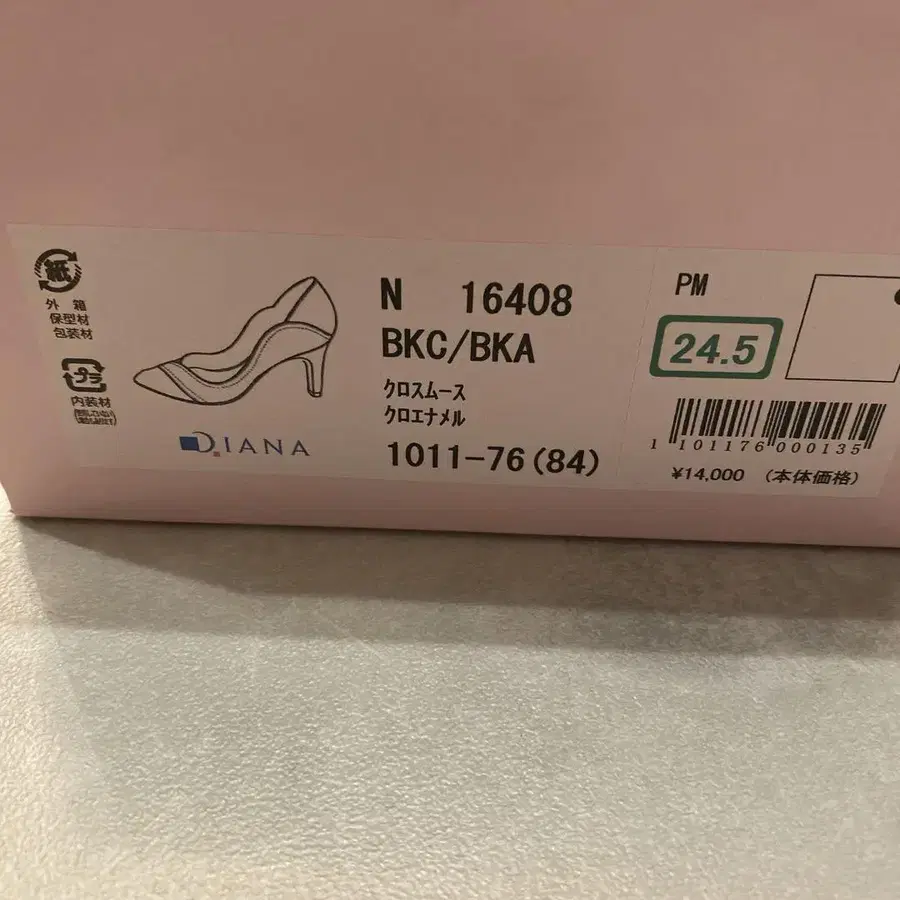 紙
外箱
保型材
包装材
プラ
内装材
DIANA
N 16408
BKC/BKA
クロスムース
クロエナメル
1011-76(84)
PM
24.5
1 101176 000135
¥14,000 (本体価格)